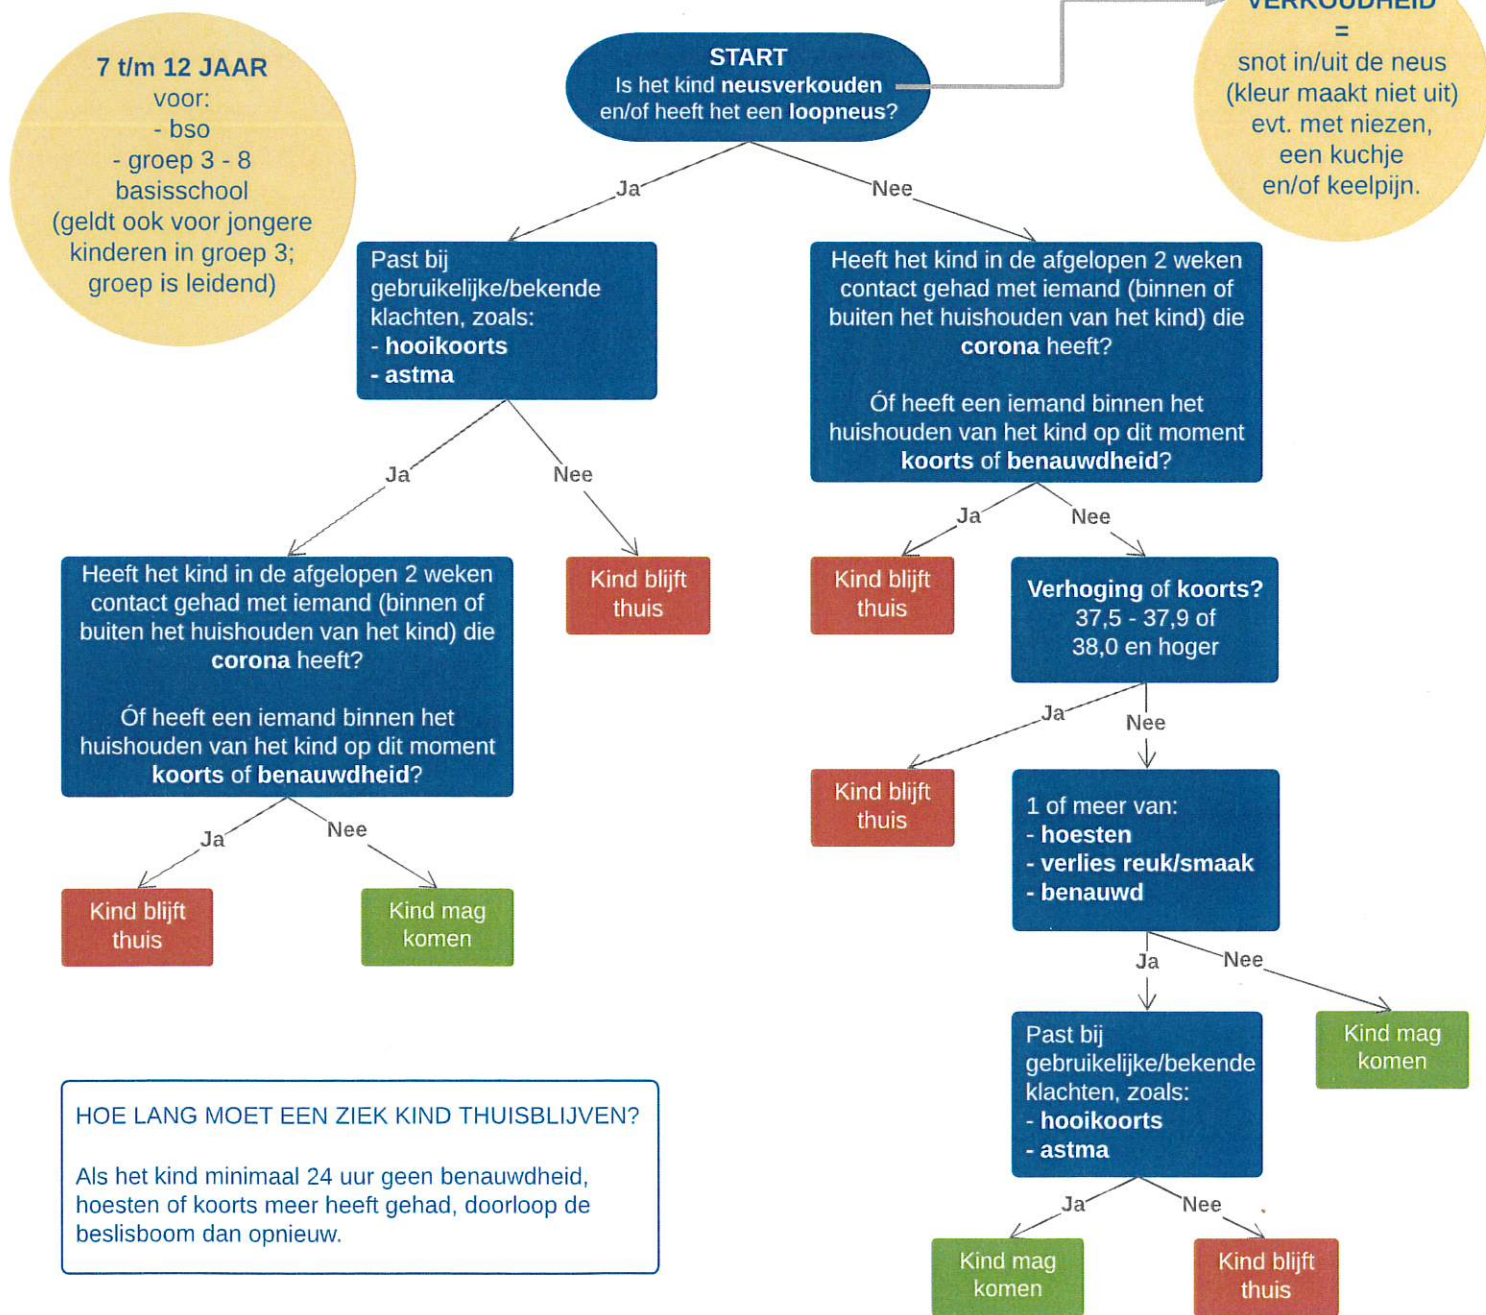 7 t/m 12 JAAR
voor:
- bso
- groep 3 - 8
basisschool
(geldt ook voor jongere
kinderen in groep 3;
groep is leidend)
START
Is het kind neusverkouden
en/of heeft het een loopneus?
VERKOUDHEID
=
snot in/uit de neus
(kleur maakt niet uit)
evt. met niezen,
een kuchje
en/of keelpijn.
Ja
Nee
Past bij
gebruikelijke/bekende
klachten, zoals:
- hooikoorts
- astma
Heeft het kind in de afgelopen 2 weken
contact gehad met iemand (binnen of
buiten het huishouden van het kind) die
corona heeft?
Óf heeft een iemand binnen het
huishouden van het kind op dit moment
koorts of benauwdheid?
Ja
Nee
Ja
Nee
Heeft het kind in de afgelopen 2 weken
contact gehad met iemand (binnen of
buiten het huishouden van het kind) die
corona heeft?
Óf heeft een iemand binnen het
huishouden van het kind op dit moment
koorts of benauwdheid?
Kind blijft
thuis
Kind blijft
thuis
Verhoging of koorts?
37,5 - 37,9 of
38,0 en hoger
Ja
Nee
Ja
Nee
Kind blijft
thuis
Kind mag
komen
Kind blijft
thuis
1 of meer van:
- hoesten
- verlies reuk/smaak
- benauwd
Ja
Nee
Past bij
gebruikelijke/bekende
klachten, zoals:
- hooikoorts
- astma
Kind mag
komen
Ja
Nee
Kind mag
komen
Kind blijft
thuis
HOE LANG MOET EEN ZIEK KIND THUISBLIJVEN?
Als het kind minimaal 24 uur geen benauwdheid,
hoesten of koorts meer heeft gehad, doorloop de
beslisboom dan opnieuw.